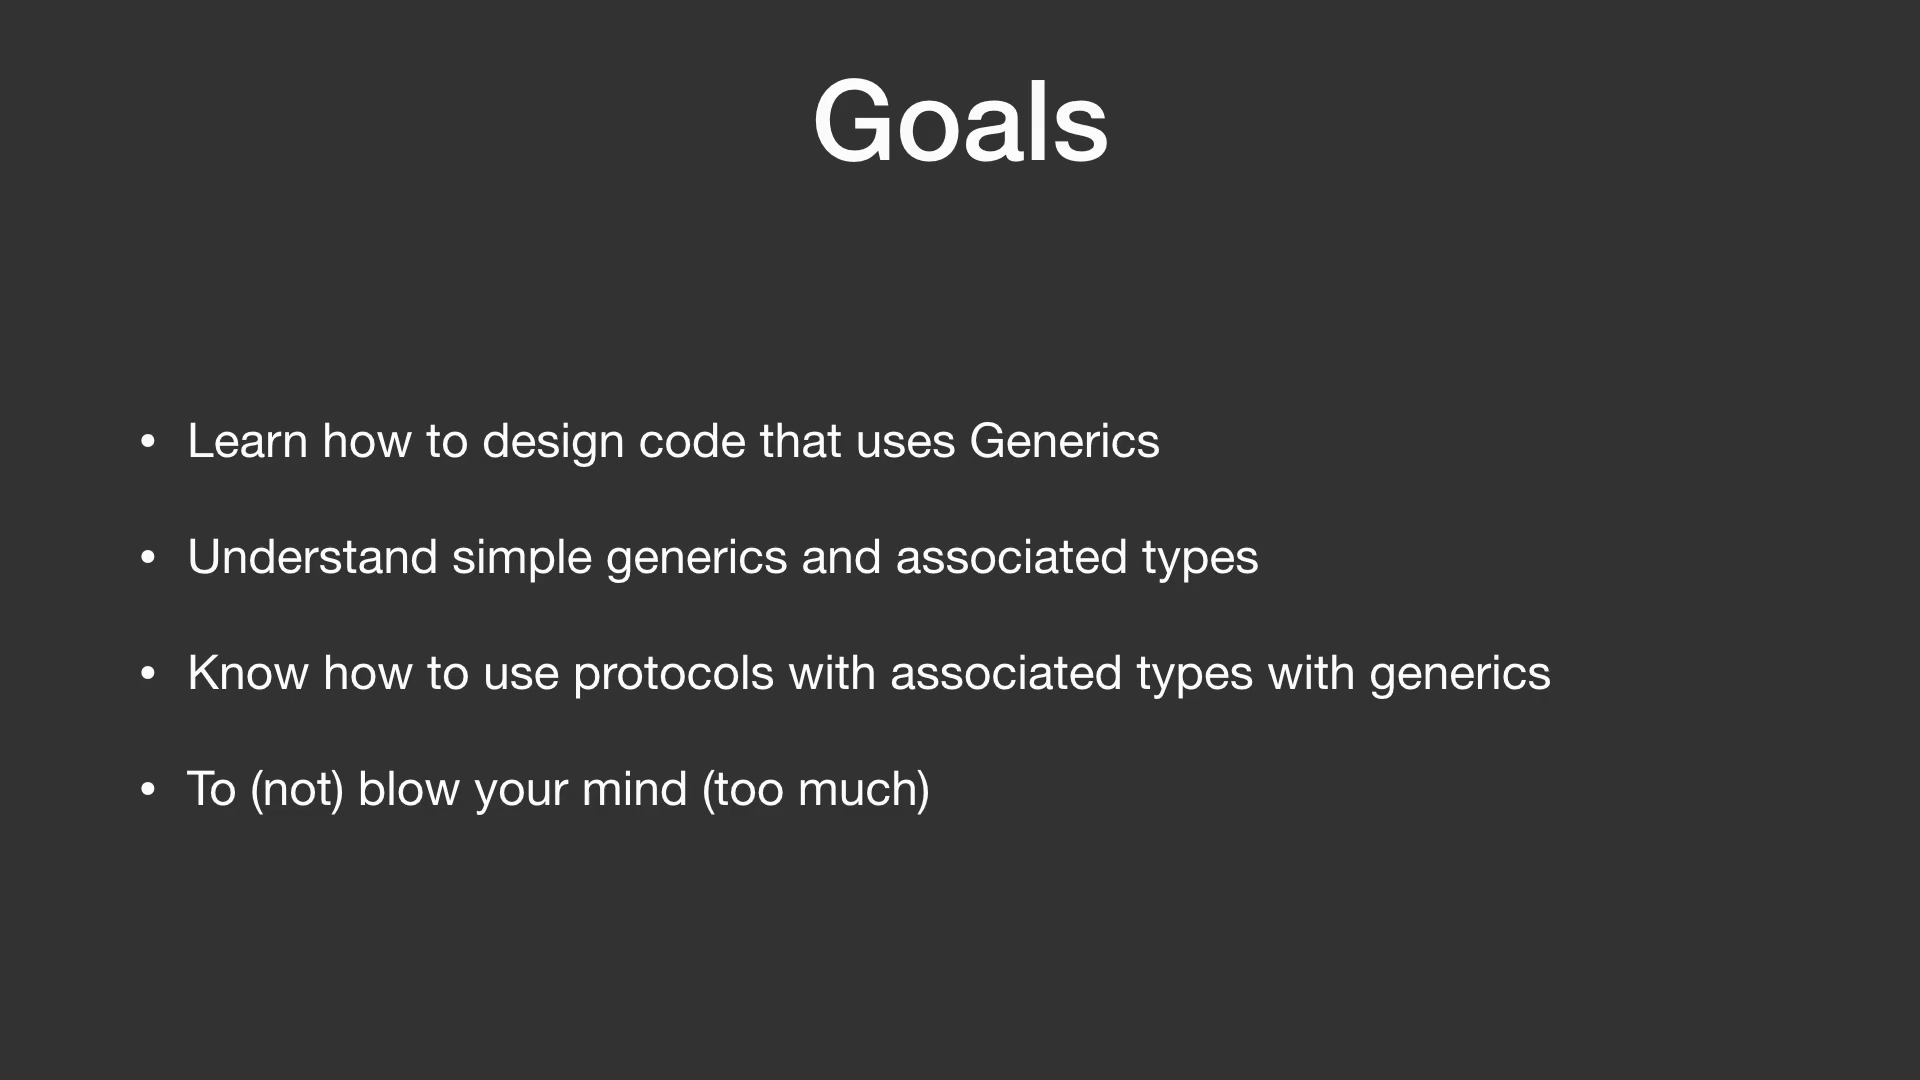 Goals
• Learn how to design code that uses Generics
• Understand simple generics and associated types
• Know how to use protocols with associated types with generics
• To (not) blow your mind (too much)